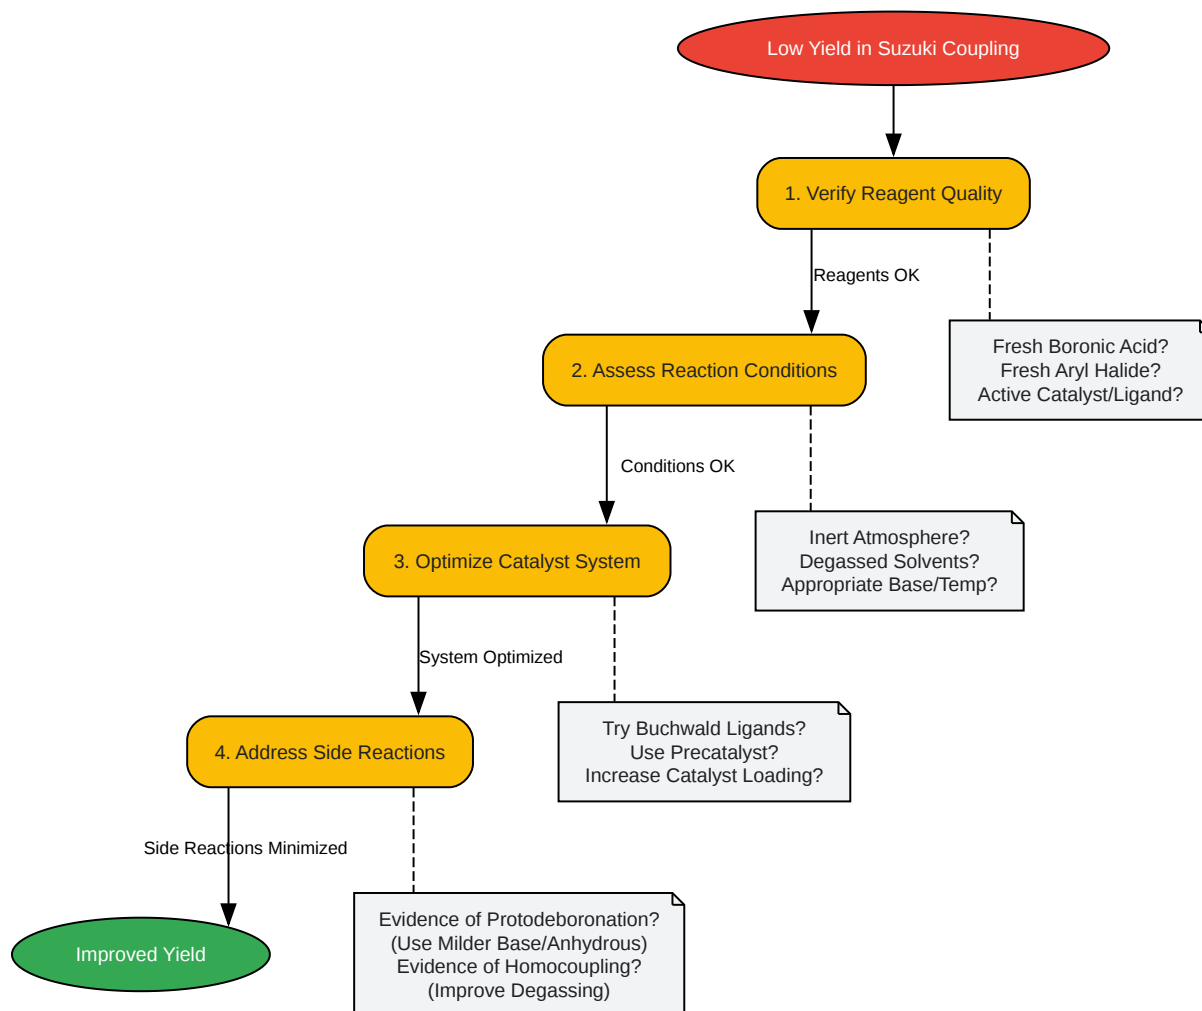 Low Yield in Suzuki Coupling
1. Verify Reagent Quality
Reagents OK
Fresh Boronic Acid?
Fresh Aryl Halide?
Active Catalyst/Ligand?
2. Assess Reaction Conditions
Conditions OK
Inert Atmosphere?
Degassed Solvents?
Appropriate Base/Temp?
3. Optimize Catalyst System
System Optimized
Try Buchwald Ligands?
Use Precatalyst?
Increase Catalyst Loading?
4. Address Side Reactions
Side Reactions Minimized
Evidence of Protodeboronation?
(Use Milder Base/Anhydrous)
Evidence of Homocoupling?
(Improve Degassing)
Improved Yield